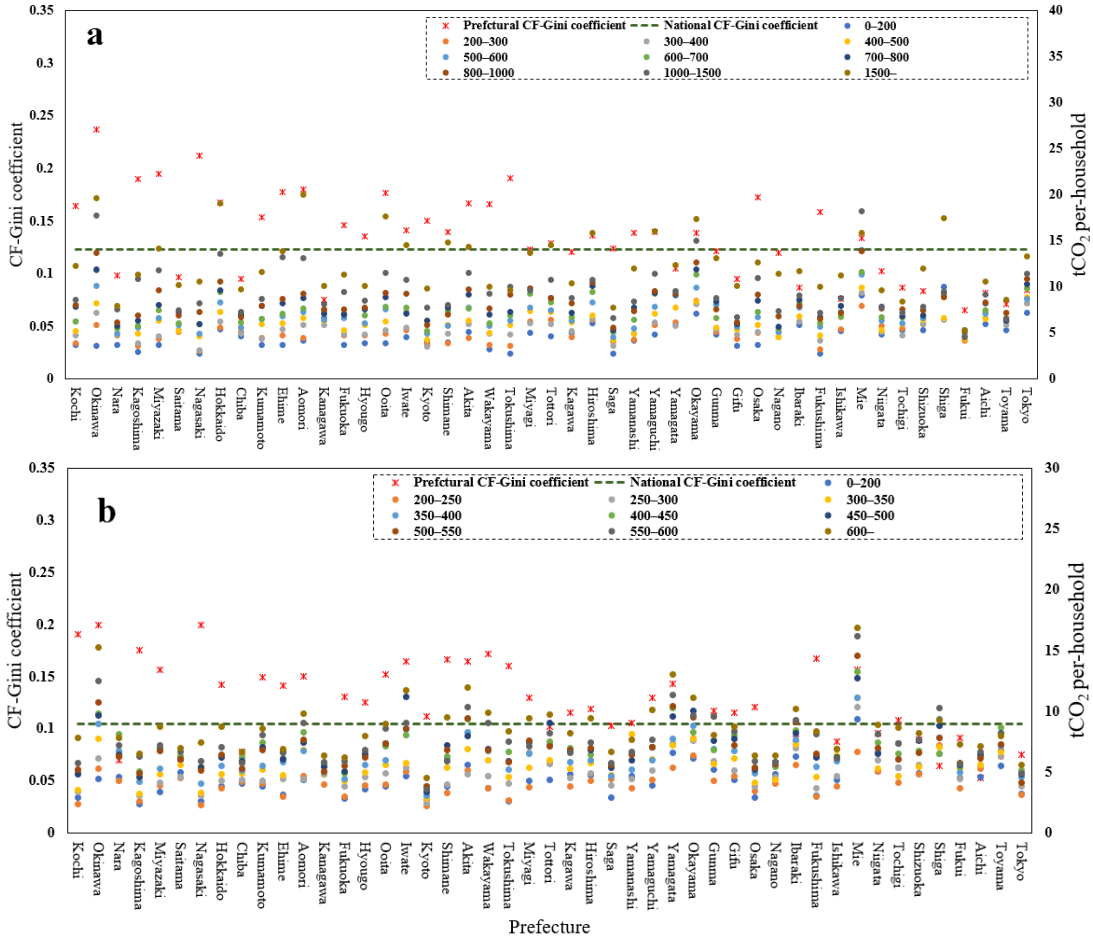 a
Prefctural CF-Gini coefficient National CF-Gini coefficient 0–200
200–300 300–400 400–500
500–600 600–700 700–800
800–1000 1000–1500 1500–
0.35
0.3
0.25
0.2
0.15
0.1
0.05
0
CF-Gini coefficient
40
35
30
25
20
15
10
5
0
tCO2 per-household
Kochi
Okinawa
Nara
Kagoshima
Miyazaki
Saitama
Nagasaki
Hokkaido
Chiba
Kumamoto
Ehime
Aomori
Kanagawa
Fukuoka
Hyougo
Ooita
Iwate
Kyoto
Shimane
Akita
Wakayama
Tokushima
Miyagi
Tottori
Kagawa
Hiroshima
Saga
Yamanashi
Yamaguchi
Yamagata
Okayama
Gunma
Gifu
Osaka
Nagano
Ibaraki
Fukushima
Ishikawa
Mie
Niigata
Tochigi
Shizuoka
Shiga
Fukui
Aichi
Toyama
Tokyo
b
Prefctural CF-Gini coefficient National CF-Gini coefficient 0–200
200–250 250–300 300–350
350–400 400–450 450–500
500–550 550–600 600–
0.35
0.3
0.25
0.2
0.15
0.1
0.05
0
CF-Gini coefficient
30
25
20
15
10
5
0
tCO2 per-household
Kochi
Okinawa
Nara
Kagoshima
Miyazaki
Saitama
Nagasaki
Hokkaido
Chiba
Kumamoto
Ehime
Aomori
Kanagawa
Fukuoka
Hyougo
Ooita
Iwate
Kyoto
Shimane
Akita
Wakayama
Tokushima
Miyagi
Tottori
Kagawa
Hiroshima
Saga
Yamanashi
Yamaguchi
Yamagata
Okayama
Gunma
Gifu
Osaka
Nagano
Ibaraki
Fukushima
Ishikawa
Mie
Niigata
Tochigi
Shizuoka
Shiga
Fukui
Aichi
Toyama
Tokyo
Prefecture